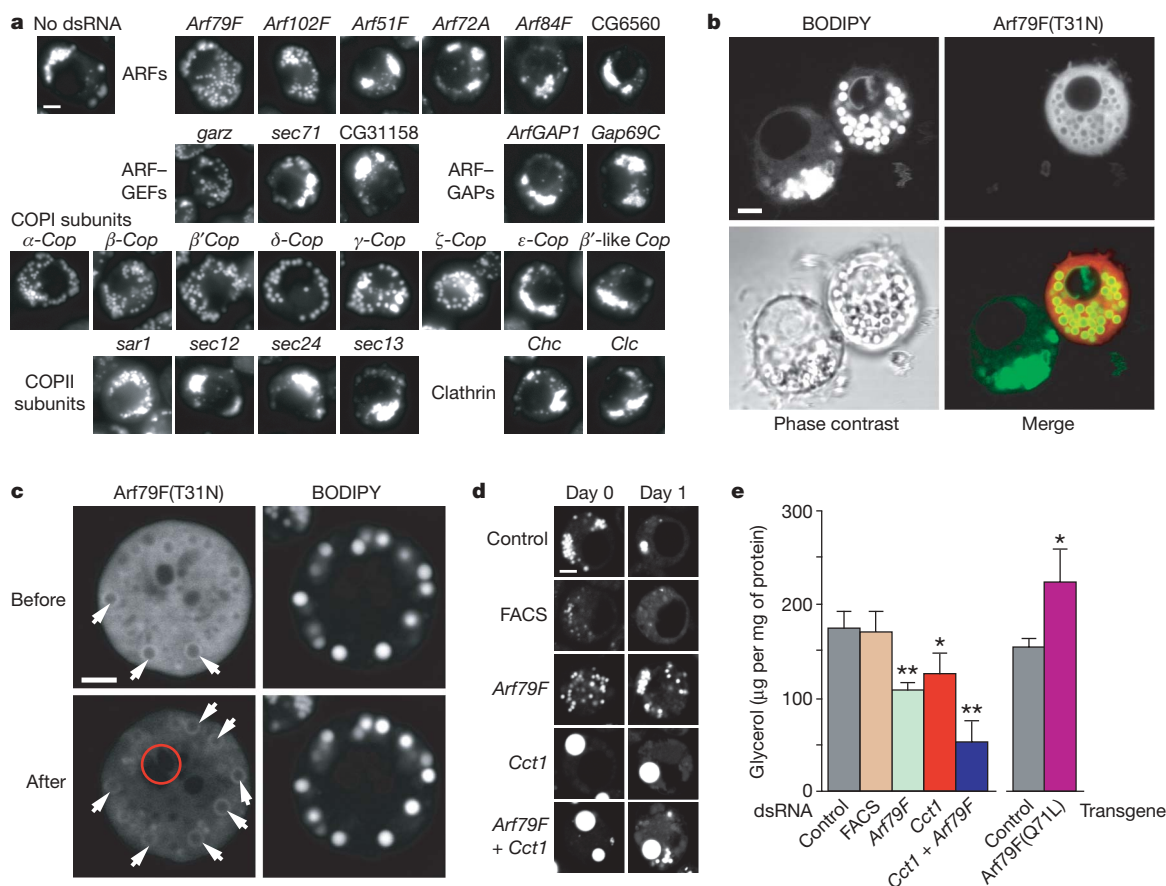 a
No dsRNA Arf79F Arf102F Arf51F Arf72A Arf84F CG6560
ARFs
garz sec71 CG31158 ArfGAP1 Gap69C
ARF–
GEFs
ARF–
GAPs
COPI subunits
α-Cop β-Cop β′Cop δ-Cop γ-Cop ζ-Cop ε-Cop β′-like Cop
sar1 sec12 sec24 sec13 Chc Clc
COPII
subunits
Clathrin
b
BODIPY Arf79F(T31N)
Phase contrast Merge
c
Arf79F(T31N) BODIPY
Before
After
d
Day 0 Day 1
Control
FACS
Arf79F
Cct1
Arf79F
+ Cct1
e
Glycerol (μg per mg of protein)
300
200
100
0
*
**
*
**
dsRNA
Control
FACS
Arf79F
Cct1
Cct1 + Arf79F
Control
Arf79F(Q71L)
Transgene